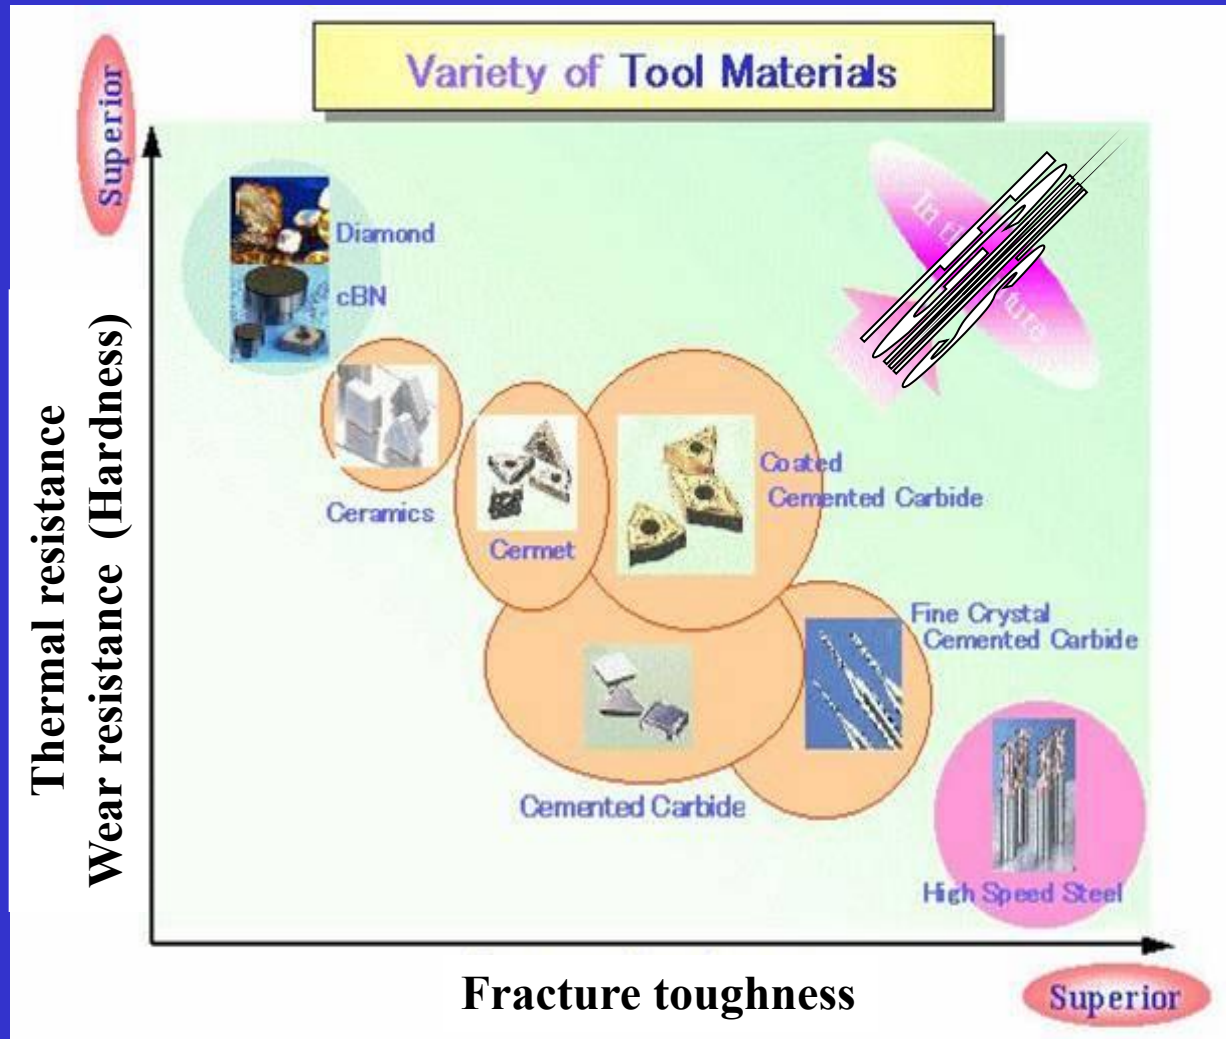 Variety of Tool Materials
Superior
Diamond
cBN
Ceramics
Cermet
Coated
Cemented Carbide
Fine Crystal
Cemented Carbide
Cemented Carbide
High Speed Steel
Thermal resistance
Wear resistance (Hardness)
Fracture toughness
Superior